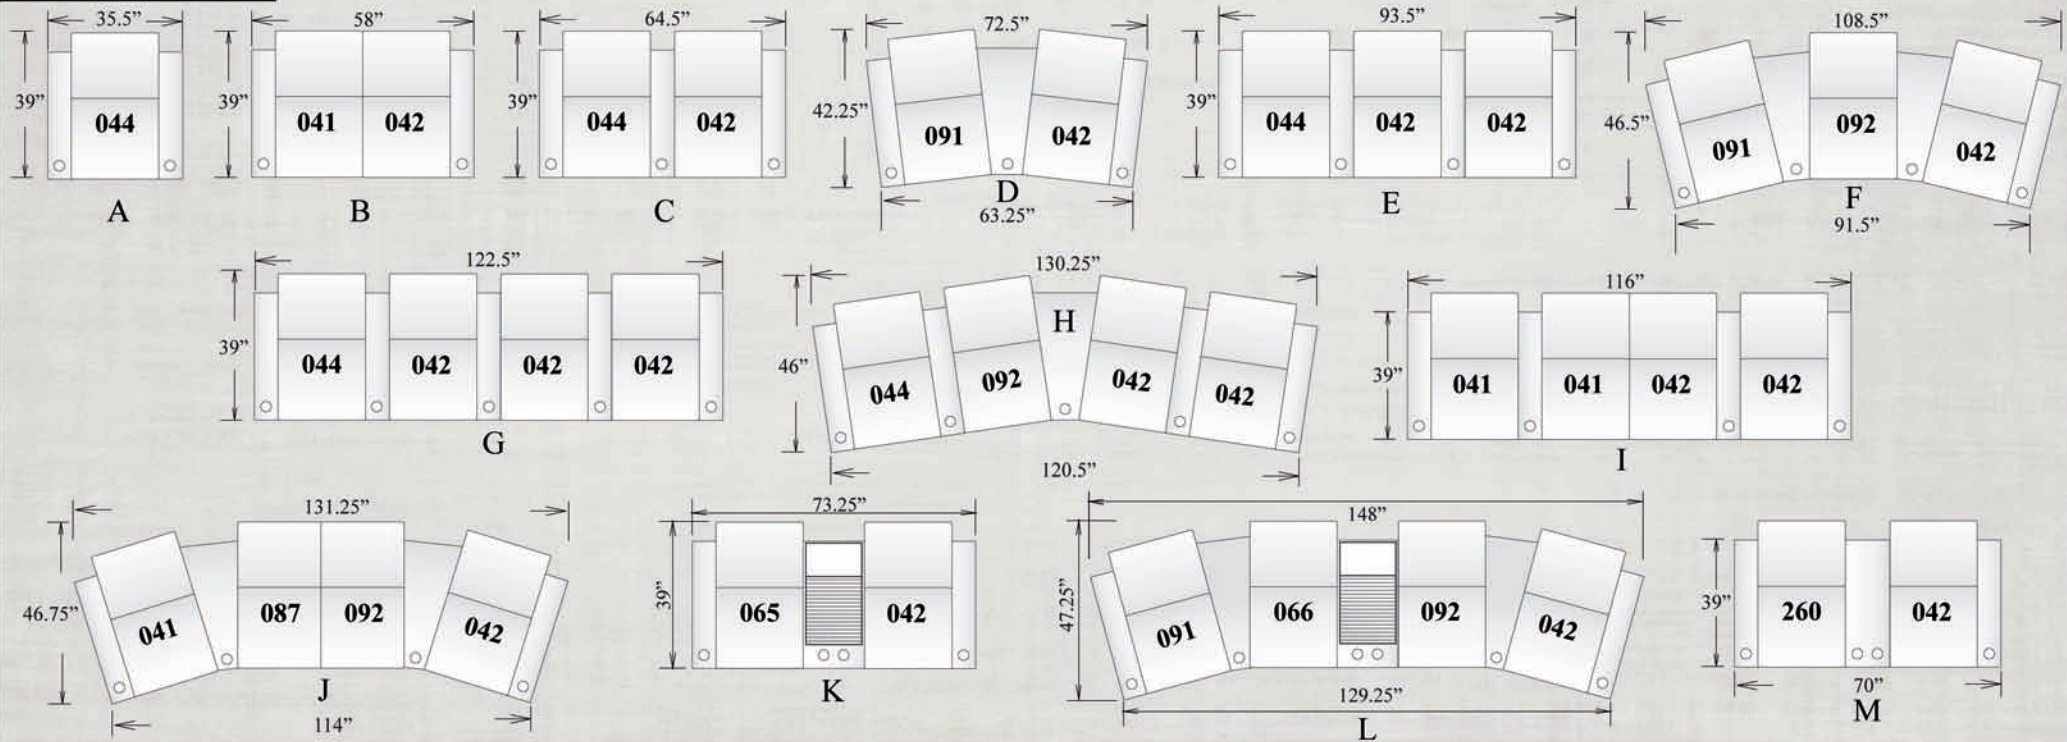 35.5” 58” 64.5” 72.5” 93.5” 108.5”
39” 044
39” 041 042
39” 044 042
42.25” 091 042
39” 044 042 042
46.5” 091 092 042
A B C D E F
63.25” 91.5”
122.5” 130.25” 116”
39” 044 042 042 042
46” 044 092 042 042
39” 041 041 042 042
G H I
120.5”
131.25” 73.25” 148”
46.75” 041 087 092 042
39” 065 042
47.25” 091 066 092 042
39” 260 042
J K 129.25” 70”
114” L M